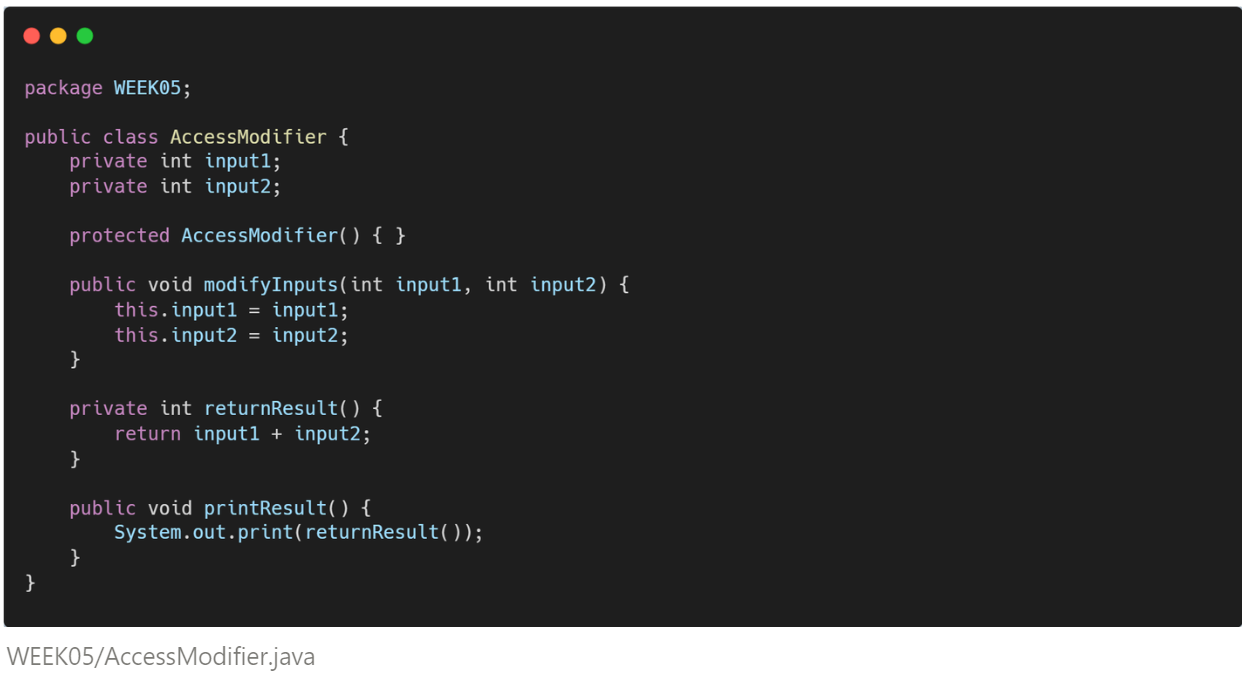 package WEEK05;
public class AccessModifier {
private int input1;
private int input2;
protected AccessModifier() { }
public void modifyInputs(int input1, int input2) {
this.input1 = input1;
this.input2 = input2;
}
private int returnResult() {
return input1 + input2;
}
public void printResult() {
System.out.print(returnResult());
}
}
WEEK05/AccessModifier.java